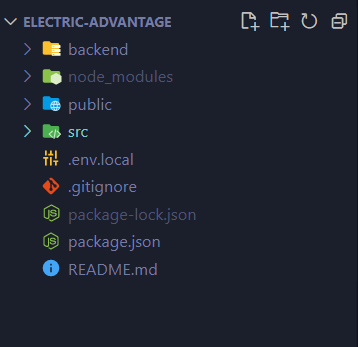 ELECTRIC-ADVANTAGE
backend
node_modules
public
src
.env.local
.gitignore
package-lock.json
package.json
README.md